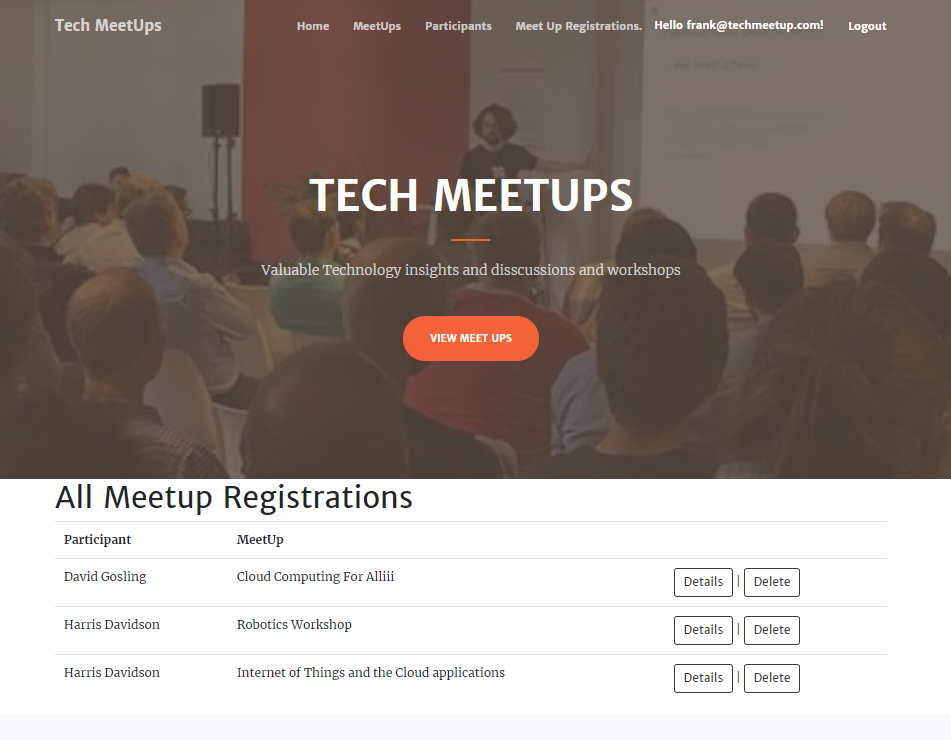 Tech MeetUps Home MeetUps Participants Meet Up Registrations. Hello frank@techmeetup.com! Logout
TECH MEETUPS
Valuable Technology insights and disscussions and workshops
VIEW MEET UPS
All Meetup Registrations
Participant MeetUp
David Gosling Cloud Computing For Alliii Details | Delete
Harris Davidson Robotics Workshop Details | Delete
Harris Davidson Internet of Things and the Cloud applications Details | Delete